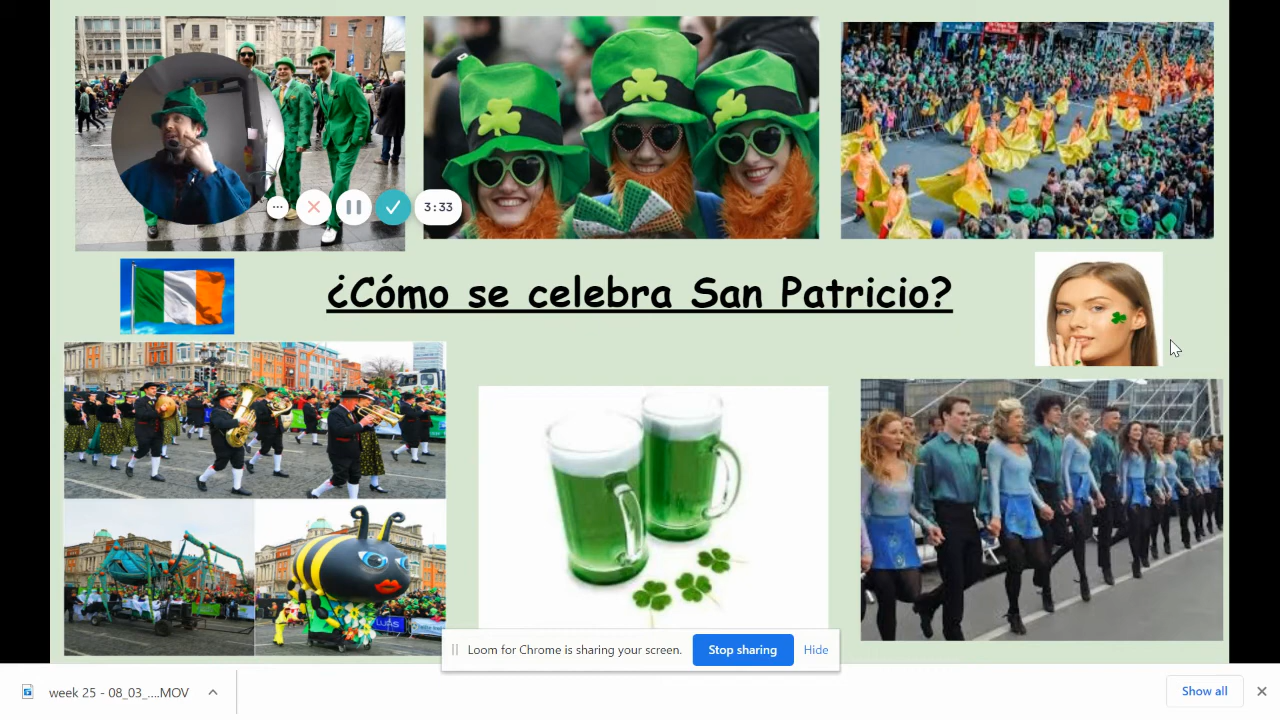 3:33
¿Cómo se celebra San Patricio?
Loom for Chrome is sharing your screen. Stop sharing Hide
week 25 - 08_03_....MOV
Show all